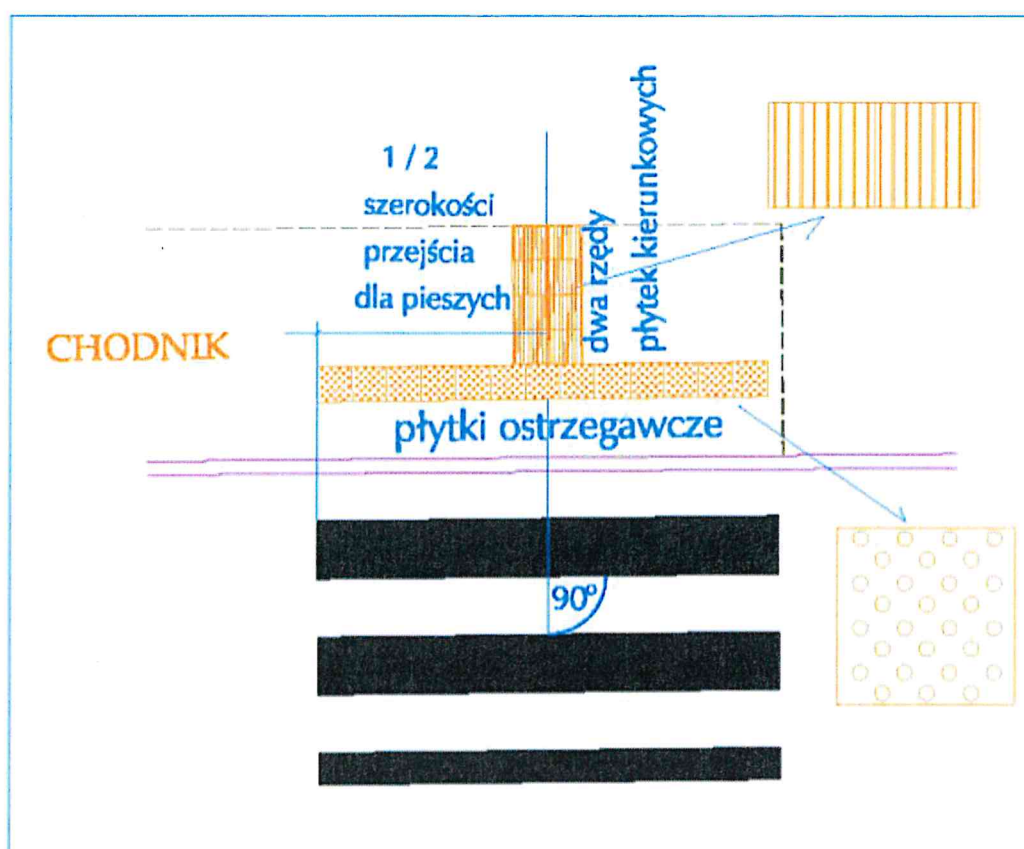 1 / 2
szerokości
przejścia
dla pieszych
dwa rzędy
płytek kierunkowych
CHODNIK
płytki ostrzegawcze
90°